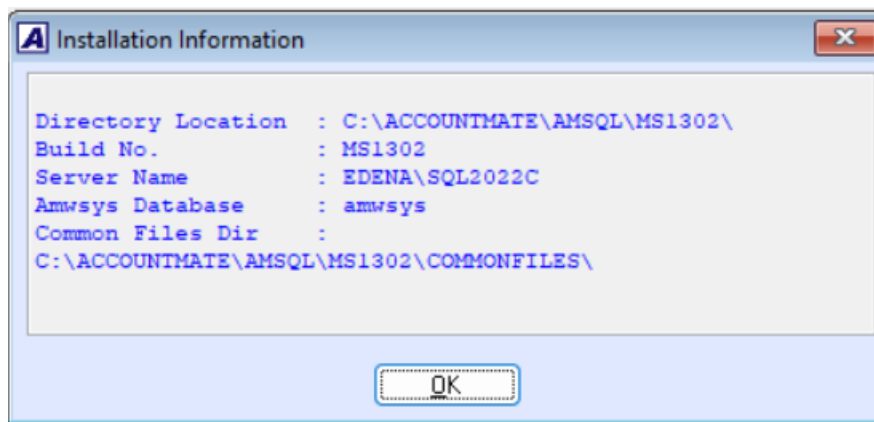 A Installation Information
Directory Location : C:\ACCOUNTMATE\AMSQL\MS1302\
Build No. : MS1302
Server Name : EDENA\SQL2022C
Amwsys Database : amwsys
Common Files Dir :
C:\ACCOUNTMATE\AMSQL\MS1302\COMMONFILES\
OK